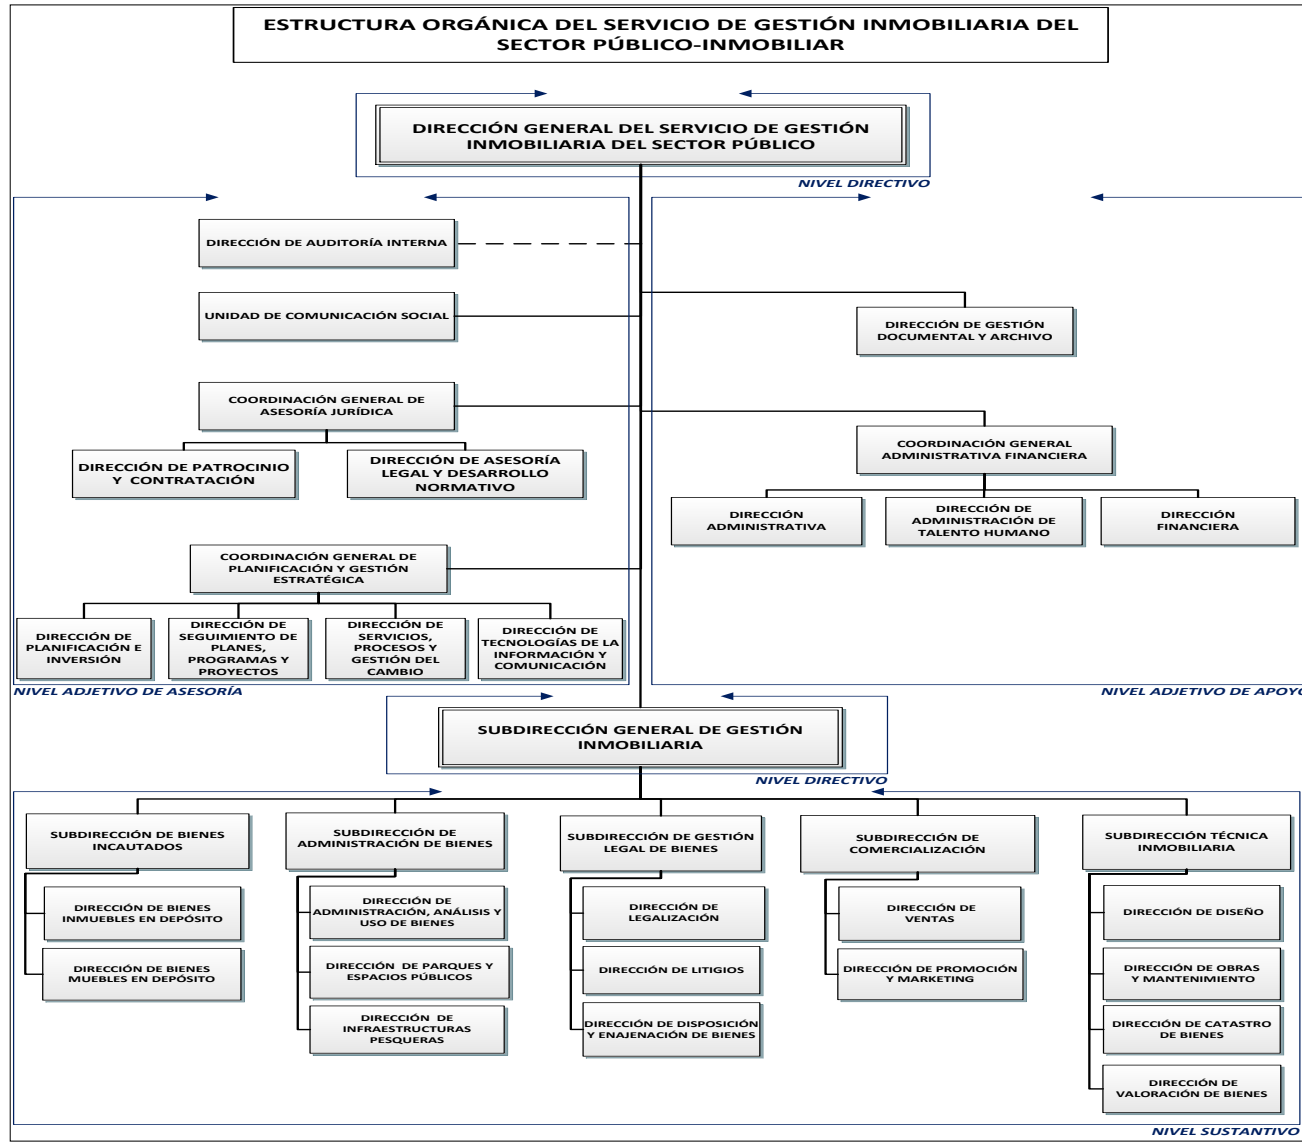 ESTRUCTURA ORGÁNICA DEL SERVICIO DE GESTIÓN INMOBILIARIA DEL
SECTOR PÚBLICO-INMOBILIAR
DIRECCIÓN GENERAL DEL SERVICIO DE GESTIÓN
INMOBILIARIA DEL SECTOR PÚBLICO
NIVEL DIRECTIVO
DIRECCIÓN DE AUDITORÍA INTERNA
UNIDAD DE COMUNICACIÓN SOCIAL
COORDINACIÓN GENERAL DE
ASESORÍA JURÍDICA
DIRECCIÓN DE PATROCINIO
Y CONTRATACIÓN
DIRECCIÓN DE ASESORÍA
LEGAL Y DESARROLLO
NORMATIVO
COORDINACIÓN GENERAL DE
PLANIFICACIÓN Y GESTIÓN
ESTRATÉGICA
DIRECCIÓN DE
PLANIFICACIÓN E
INVERSIÓN
DIRECCIÓN DE
SEGUIMIENTO DE
PLANES,
PROGRAMAS Y
PROYECTOS
DIRECCIÓN DE
SERVICIOS,
PROCESOS Y
GESTIÓN DEL
CAMBIO
DIRECCIÓN DE
TECNOLOGÍAS DE LA
INFORMACIÓN Y
COMUNICACIÓN
NIVEL ADJETIVO DE ASESORÍA
DIRECCIÓN DE GESTIÓN
DOCUMENTAL Y ARCHIVO
COORDINACIÓN GENERAL
ADMINISTRATIVA FINANCIERA
DIRECCIÓN
ADMINISTRATIVA
DIRECCIÓN DE
ADMINISTRACIÓN DE
TALENTO HUMANO
DIRECCIÓN
FINANCIERA
NIVEL ADJETIVO DE APOYO
SUBDIRECCIÓN GENERAL DE GESTIÓN
INMOBILIARIA
NIVEL DIRECTIVO
SUBDIRECCIÓN DE BIENES
INCAUTADOS
DIRECCIÓN DE BIENES
INMUEBLES EN DEPÓSITO
DIRECCIÓN DE BIENES
MUEBLES EN DEPÓSITO
SUBDIRECCIÓN DE
ADMINISTRACIÓN DE BIENES
DIRECCIÓN DE
ADMINISTRACIÓN, ANÁLISIS Y
USO DE BIENES
DIRECCIÓN DE PARQUES Y
ESPACIOS PÚBLICOS
DIRECCIÓN DE
INFRAESTRUCTURAS
PESQUERAS
SUBDIRECCIÓN DE GESTIÓN
LEGAL DE BIENES
DIRECCIÓN DE
LEGALIZACIÓN
DIRECCIÓN DE LITIGIOS
DIRECCIÓN DE DISPOSICIÓN
Y ENAJENACIÓN DE BIENES
SUBDIRECCIÓN DE
COMERCIALIZACIÓN
DIRECCIÓN DE
VENTAS
DIRECCIÓN DE PROMOCIÓN
Y MARKETING
SUBDIRECCIÓN TÉCNICA
INMOBILIARIA
DIRECCIÓN DE DISEÑO
DIRECCIÓN DE OBRAS
Y MANTENIMIENTO
DIRECCIÓN DE CATASTRO
DE BIENES
DIRECCIÓN DE
VALORACIÓN DE BIENES
NIVEL SUSTANTIVO